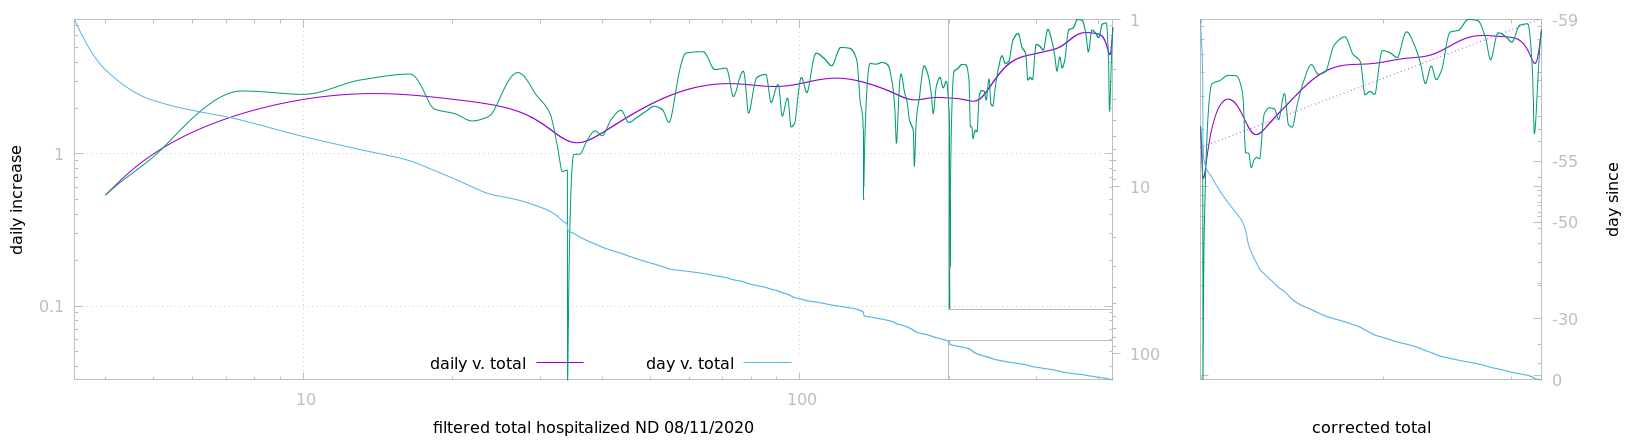 1
0.1
daily increase
10
100
filtered total hospitalized ND 08/11/2020
daily v. total
day v. total
1
10
100
-59
-55
-50
-30
0
day since
corrected total